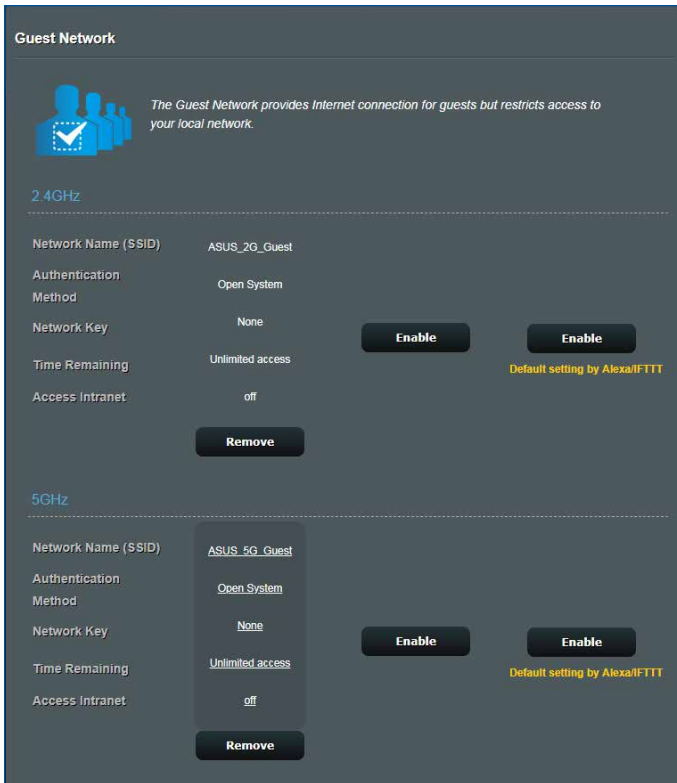 Guest Network
The Guest Network provides Internet connection for guests but restricts access to
your local network.
2.4GHz
Network Name (SSID) ASUS_2G_Guest
Authentication
Method Open System
Network Key None
Enable Enable
Time Remaining Unlimited access
Default setting by Alexa/IFTTT
Access Intranet off
Remove
5GHz
Network Name (SSID) ASUS_5G_Guest
Authentication
Method Open System
Network Key None
Enable Enable
Time Remaining Unlimited access
Default setting by Alexa/IFTTT
Access Intranet off
Remove